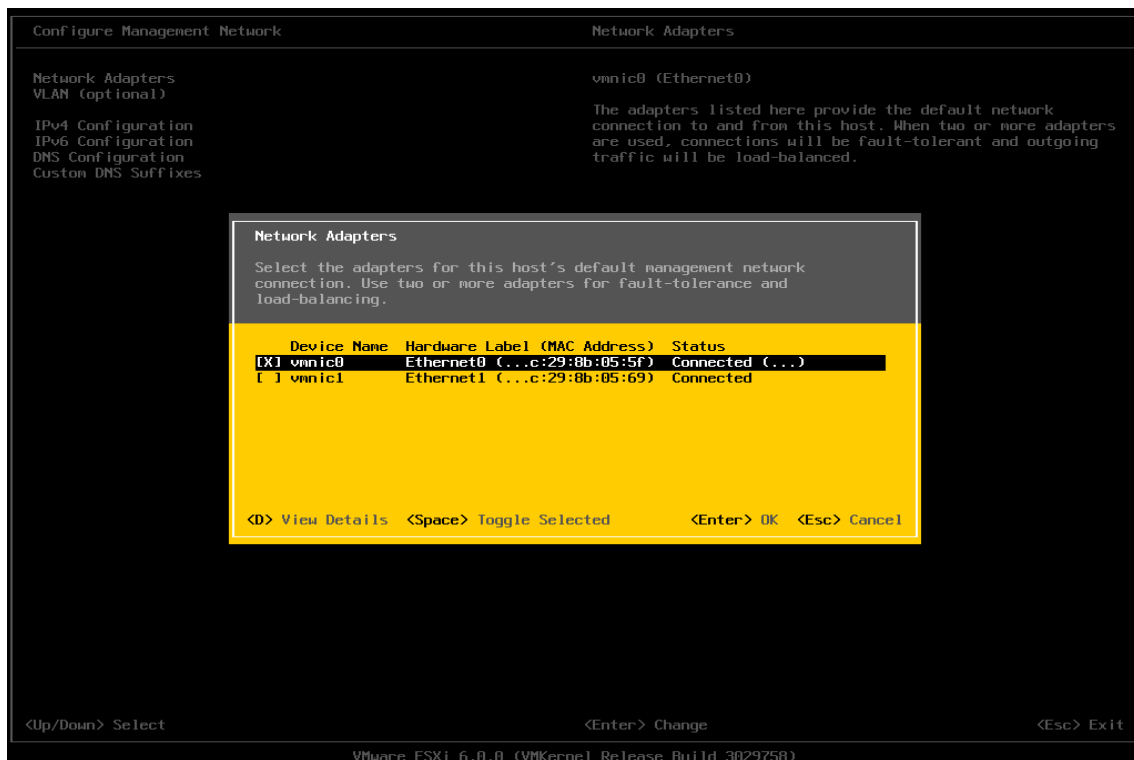 Configure Management Network
Network Adapters
Network Adapters
VLAN (optional)
IPv4 Configuration
IPv6 Configuration
DNS Configuration
Custom DNS Suffixes
vmnic0 (Ethernet0)
The adapters listed here provide the default network
connection to and from this host. When two or more adapters
are used, connections will be fault-tolerant and outgoing
traffic will be load-balanced.
Network Adapters
Select the adapters for this host's default management network
connection. Use two or more adapters for fault-tolerance and
load-balancing.
Device Name Hardware Label (MAC Address) Status
[X] vmnic0 Ethernet0 (...c:29:8b:05:5f) Connected (...)
[ ] vmnic1 Ethernet1 (...c:29:8b:05:69) Connected
<D> View Details <Space> Toggle Selected <Enter> OK <Esc> Cancel
<Up/Down> Select <Enter> Change <Esc> Exit
VMware ESXi 6.0.0 (VMKernel Release Build 3029758)